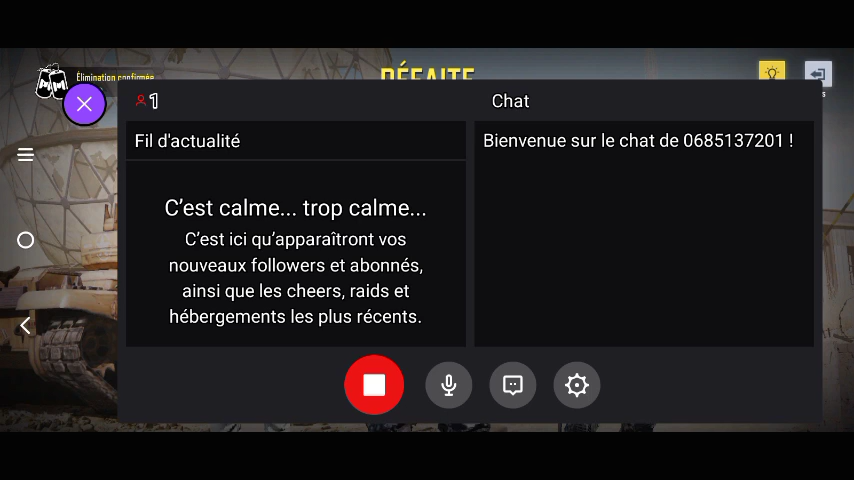 Élimination confirmée
DÉFAITE
1
Chat
Fil d'actualité
Bienvenue sur le chat de 0685137201 !
C’est calme... trop calme...
C’est ici qu’apparaîtront vos
nouveaux followers et abonnés,
ainsi que les cheers, raids et
hébergements les plus récents.